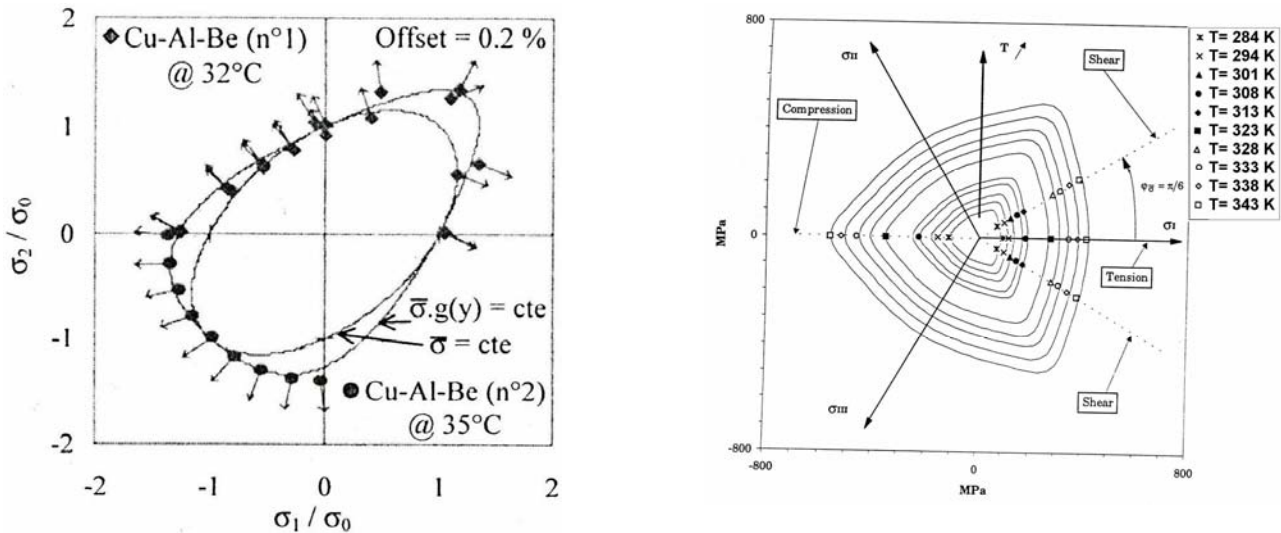 2
Cu-Al-Be (n°1)
@ 32°C
Offset = 0.2 %
1
0
-1
-2
σ₂ / σ₀
σ̅.g(y) = cte
σ̅ = cte
Cu-Al-Be (n°2)
@ 35°C
-2 -1 0 1 2
σ₁ / σ₀
800
0
-800
MPa
-800 0 800
MPa
σII
T
Shear
Compression
φσ̅ = π/6
σI
Tension
σIII
Shear
T= 284 K
T= 294 K
T= 301 K
T= 308 K
T= 313 K
T= 323 K
T= 328 K
T= 333 K
T= 338 K
T= 343 K